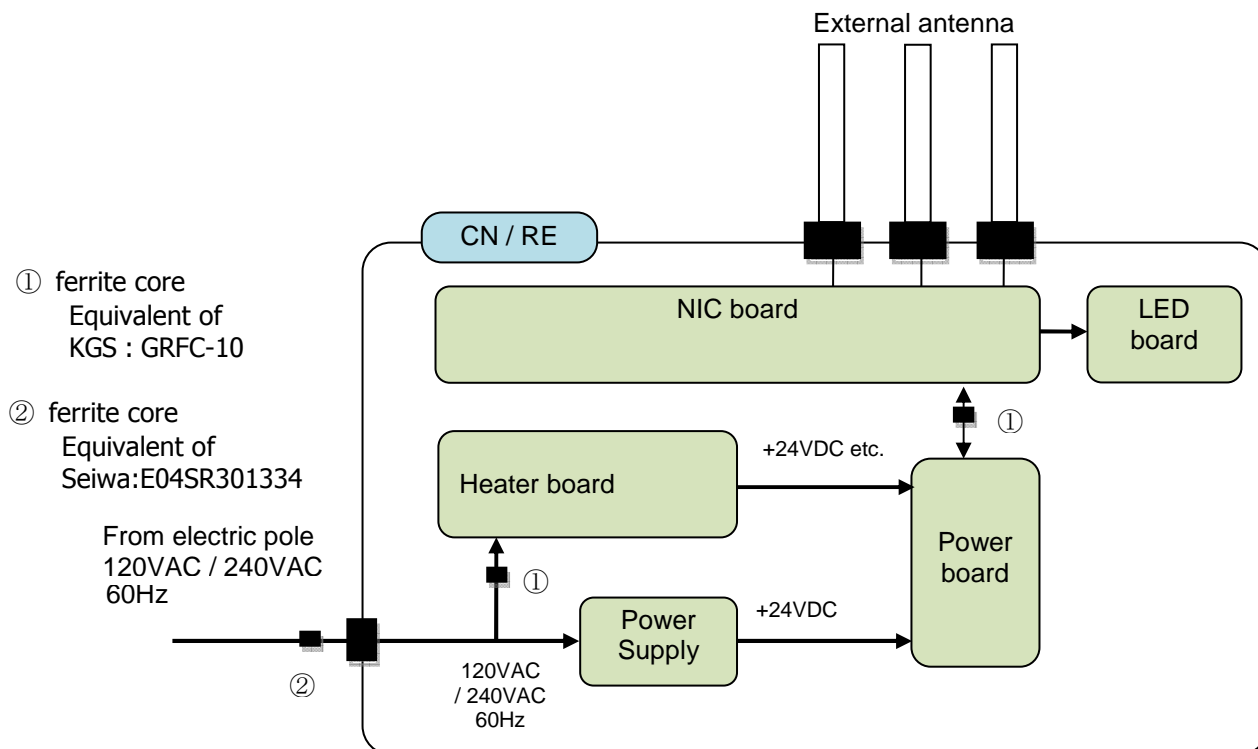 External antenna
CN / RE
① ferrite core
Equivalent of
KGS : GRFC-10
② ferrite core
Equivalent of
Seiwa:E04SR301334
From electric pole
120VAC / 240VAC
60Hz
②
NIC board
LED
board
①
+24VDC etc.
Heater board
Power
board
①
Power
Supply
+24VDC
120VAC
/ 240VAC
60Hz